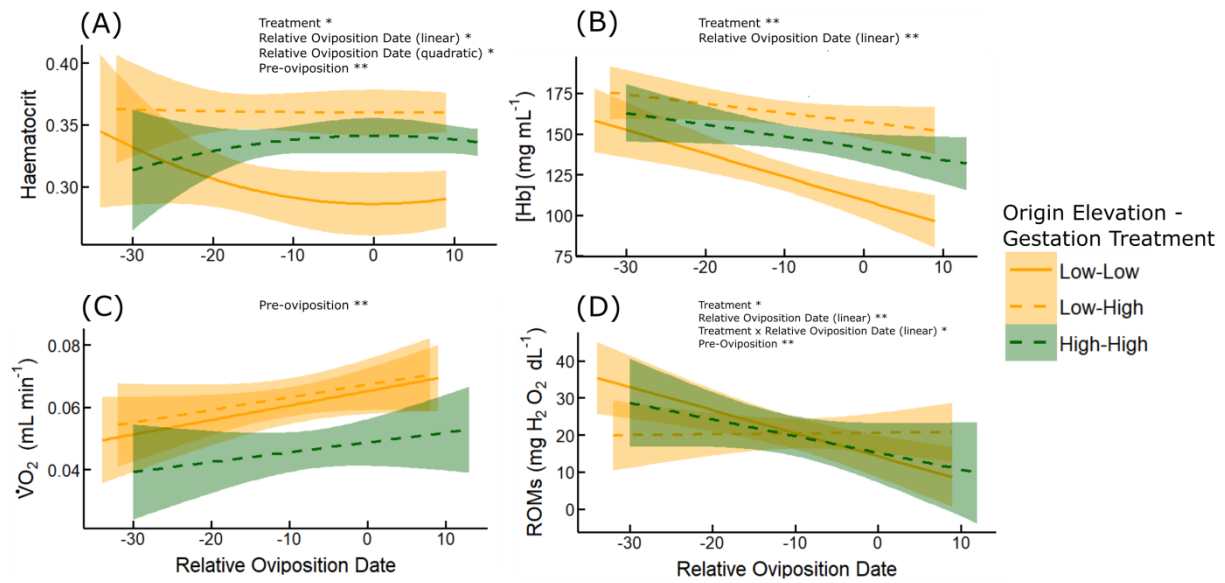 (A)
Treatment *
Relative Oviposition Date (linear) *
Relative Oviposition Date (quadratic) *
Pre-oviposition **
Haematocrit
0.40
0.35
0.30
-30 -20 -10 0 10
(B)
Treatment **
Relative Oviposition Date (linear) **
[Hb] (mg mL⁻¹)
175
150
125
100
75
-30 -20 -10 0 10
(C)
Pre-oviposition **
V̇O₂ (mL min⁻¹)
0.08
0.06
0.04
-30 -20 -10 0 10
Relative Oviposition Date
(D)
Treatment *
Relative Oviposition Date (linear) **
Treatment x Relative Oviposition Date (linear) *
Pre-Oviposition **
ROMs (mg H₂O₂ dL⁻¹)
40
30
20
10
0
-30 -20 -10 0 10
Relative Oviposition Date
Origin Elevation -
Gestation Treatment
Low-Low
Low-High
High-High